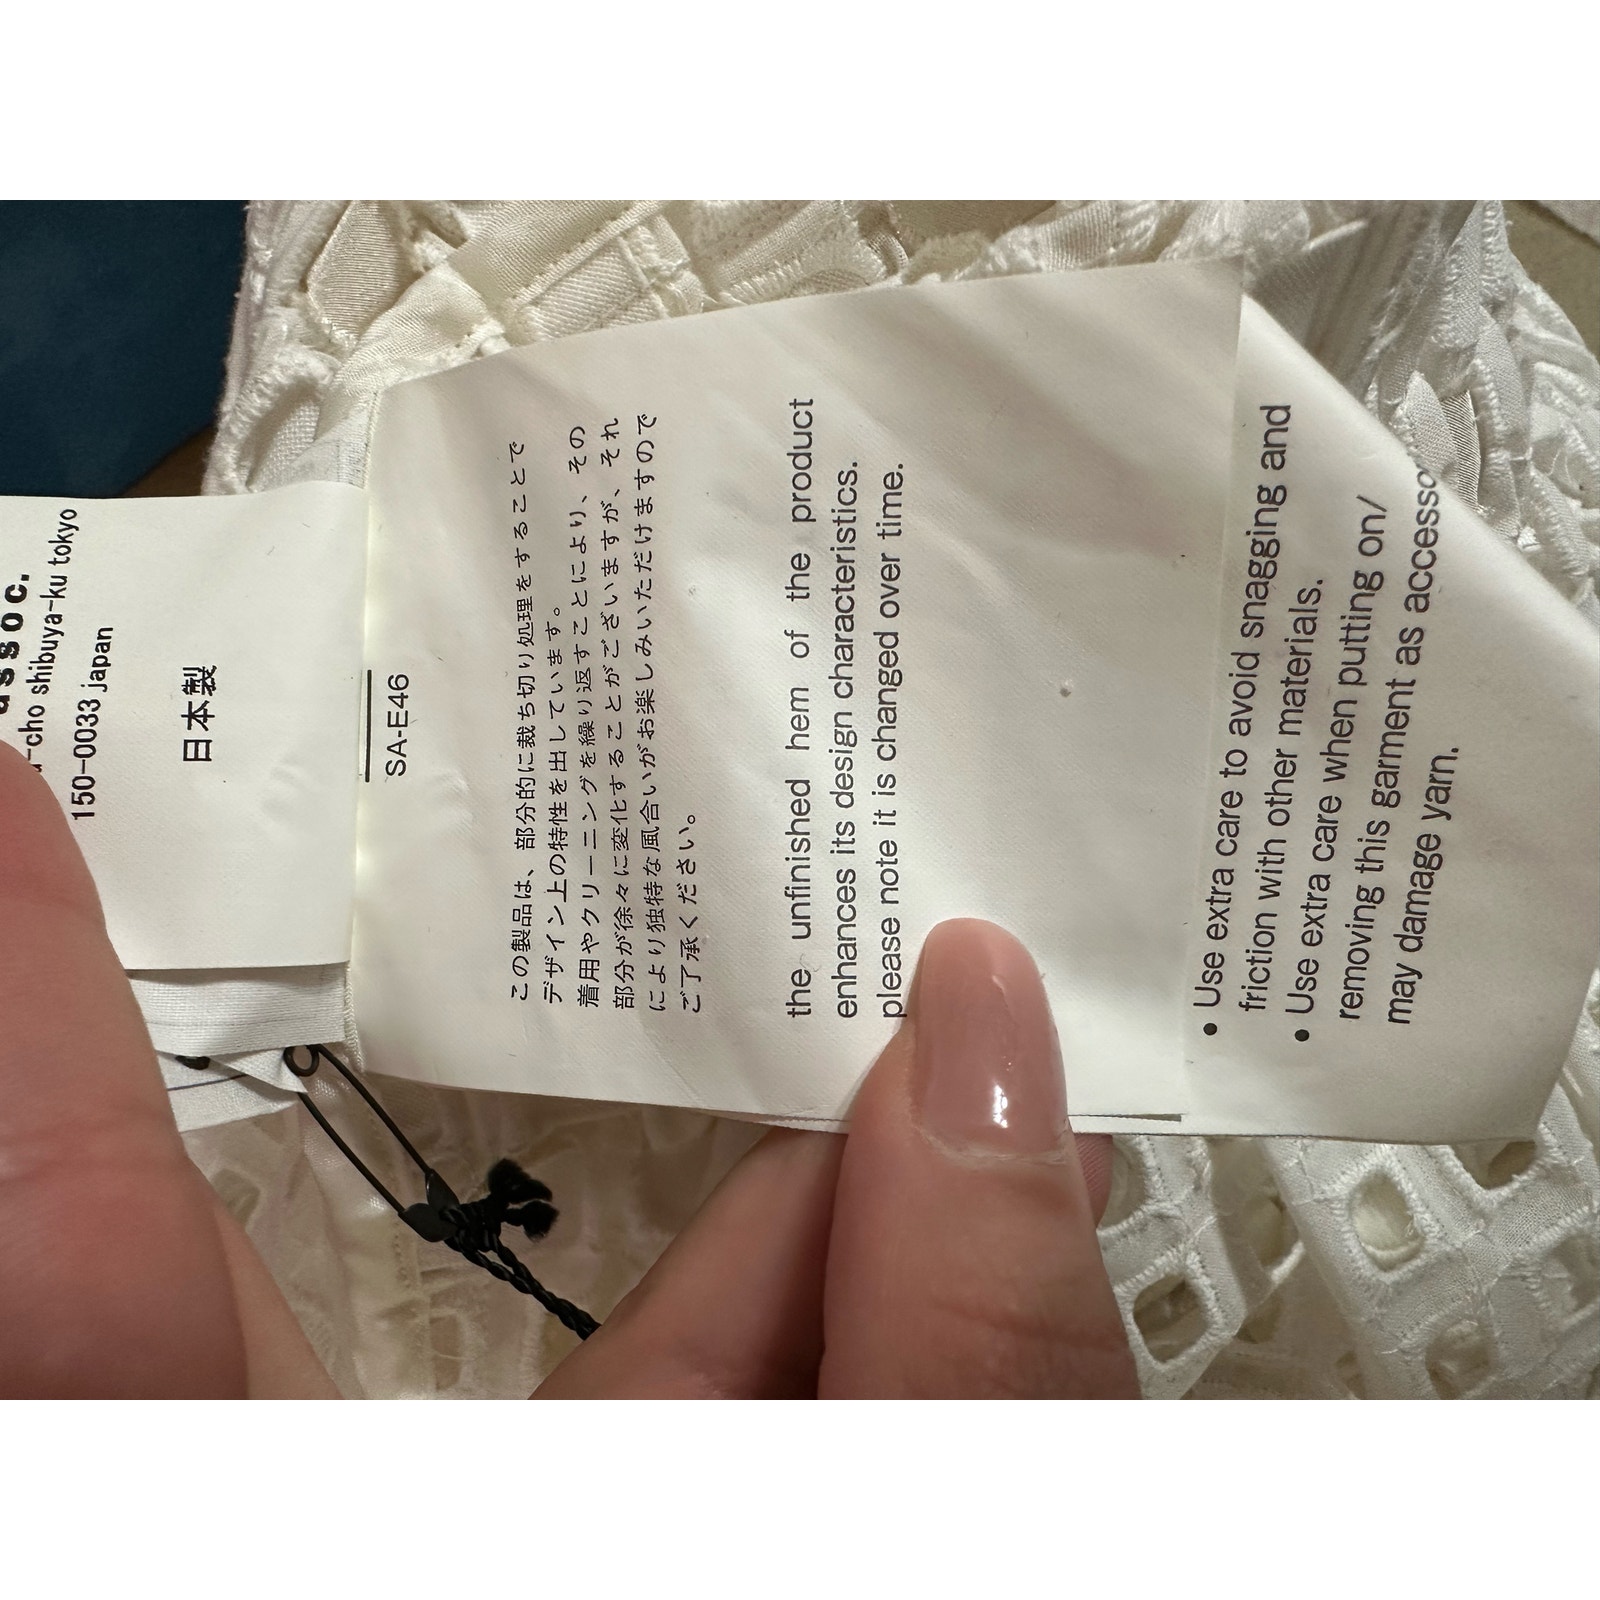 assoc.
-cho shibuya-ku tokyo
150-0033 japan
日本製
SA-E46
この製品は、部分的に裁ち切り処理をすることで
デザイン上の特性を出しています。
着用やクリーニングを繰り返すことにより、その
部分が徐々に変化することがございますが、それ
により独特な風合いがお楽しみいただけますので
ご了承ください。
the unfinished hem of the product
enhances its design characteristics.
please note it is changed over time.
• Use extra care to avoid snagging and
friction with other materials.
• Use extra care when putting on/
removing this garment as accesso
may damage yarn.